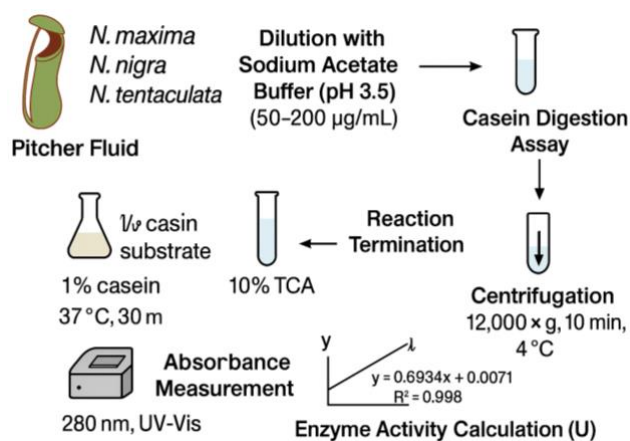 N. maxima
N. nigra
N. tentaculata
Pitcher Fluid
Dilution with
Sodium Acetate
Buffer (pH 3.5)
(50–200 µg/mL)
Casein Digestion
Assay
casin
substrate
1% casein
37 °C, 30 m
10% TCA
Reaction
Termination
Centrifugation
12,000 × g, 10 min,
4 °C
Absorbance
Measurement
280 nm, UV-Vis
y
y = 0.6934x + 0.0071
R² = 0.998
Enzyme Activity Calculation (U)